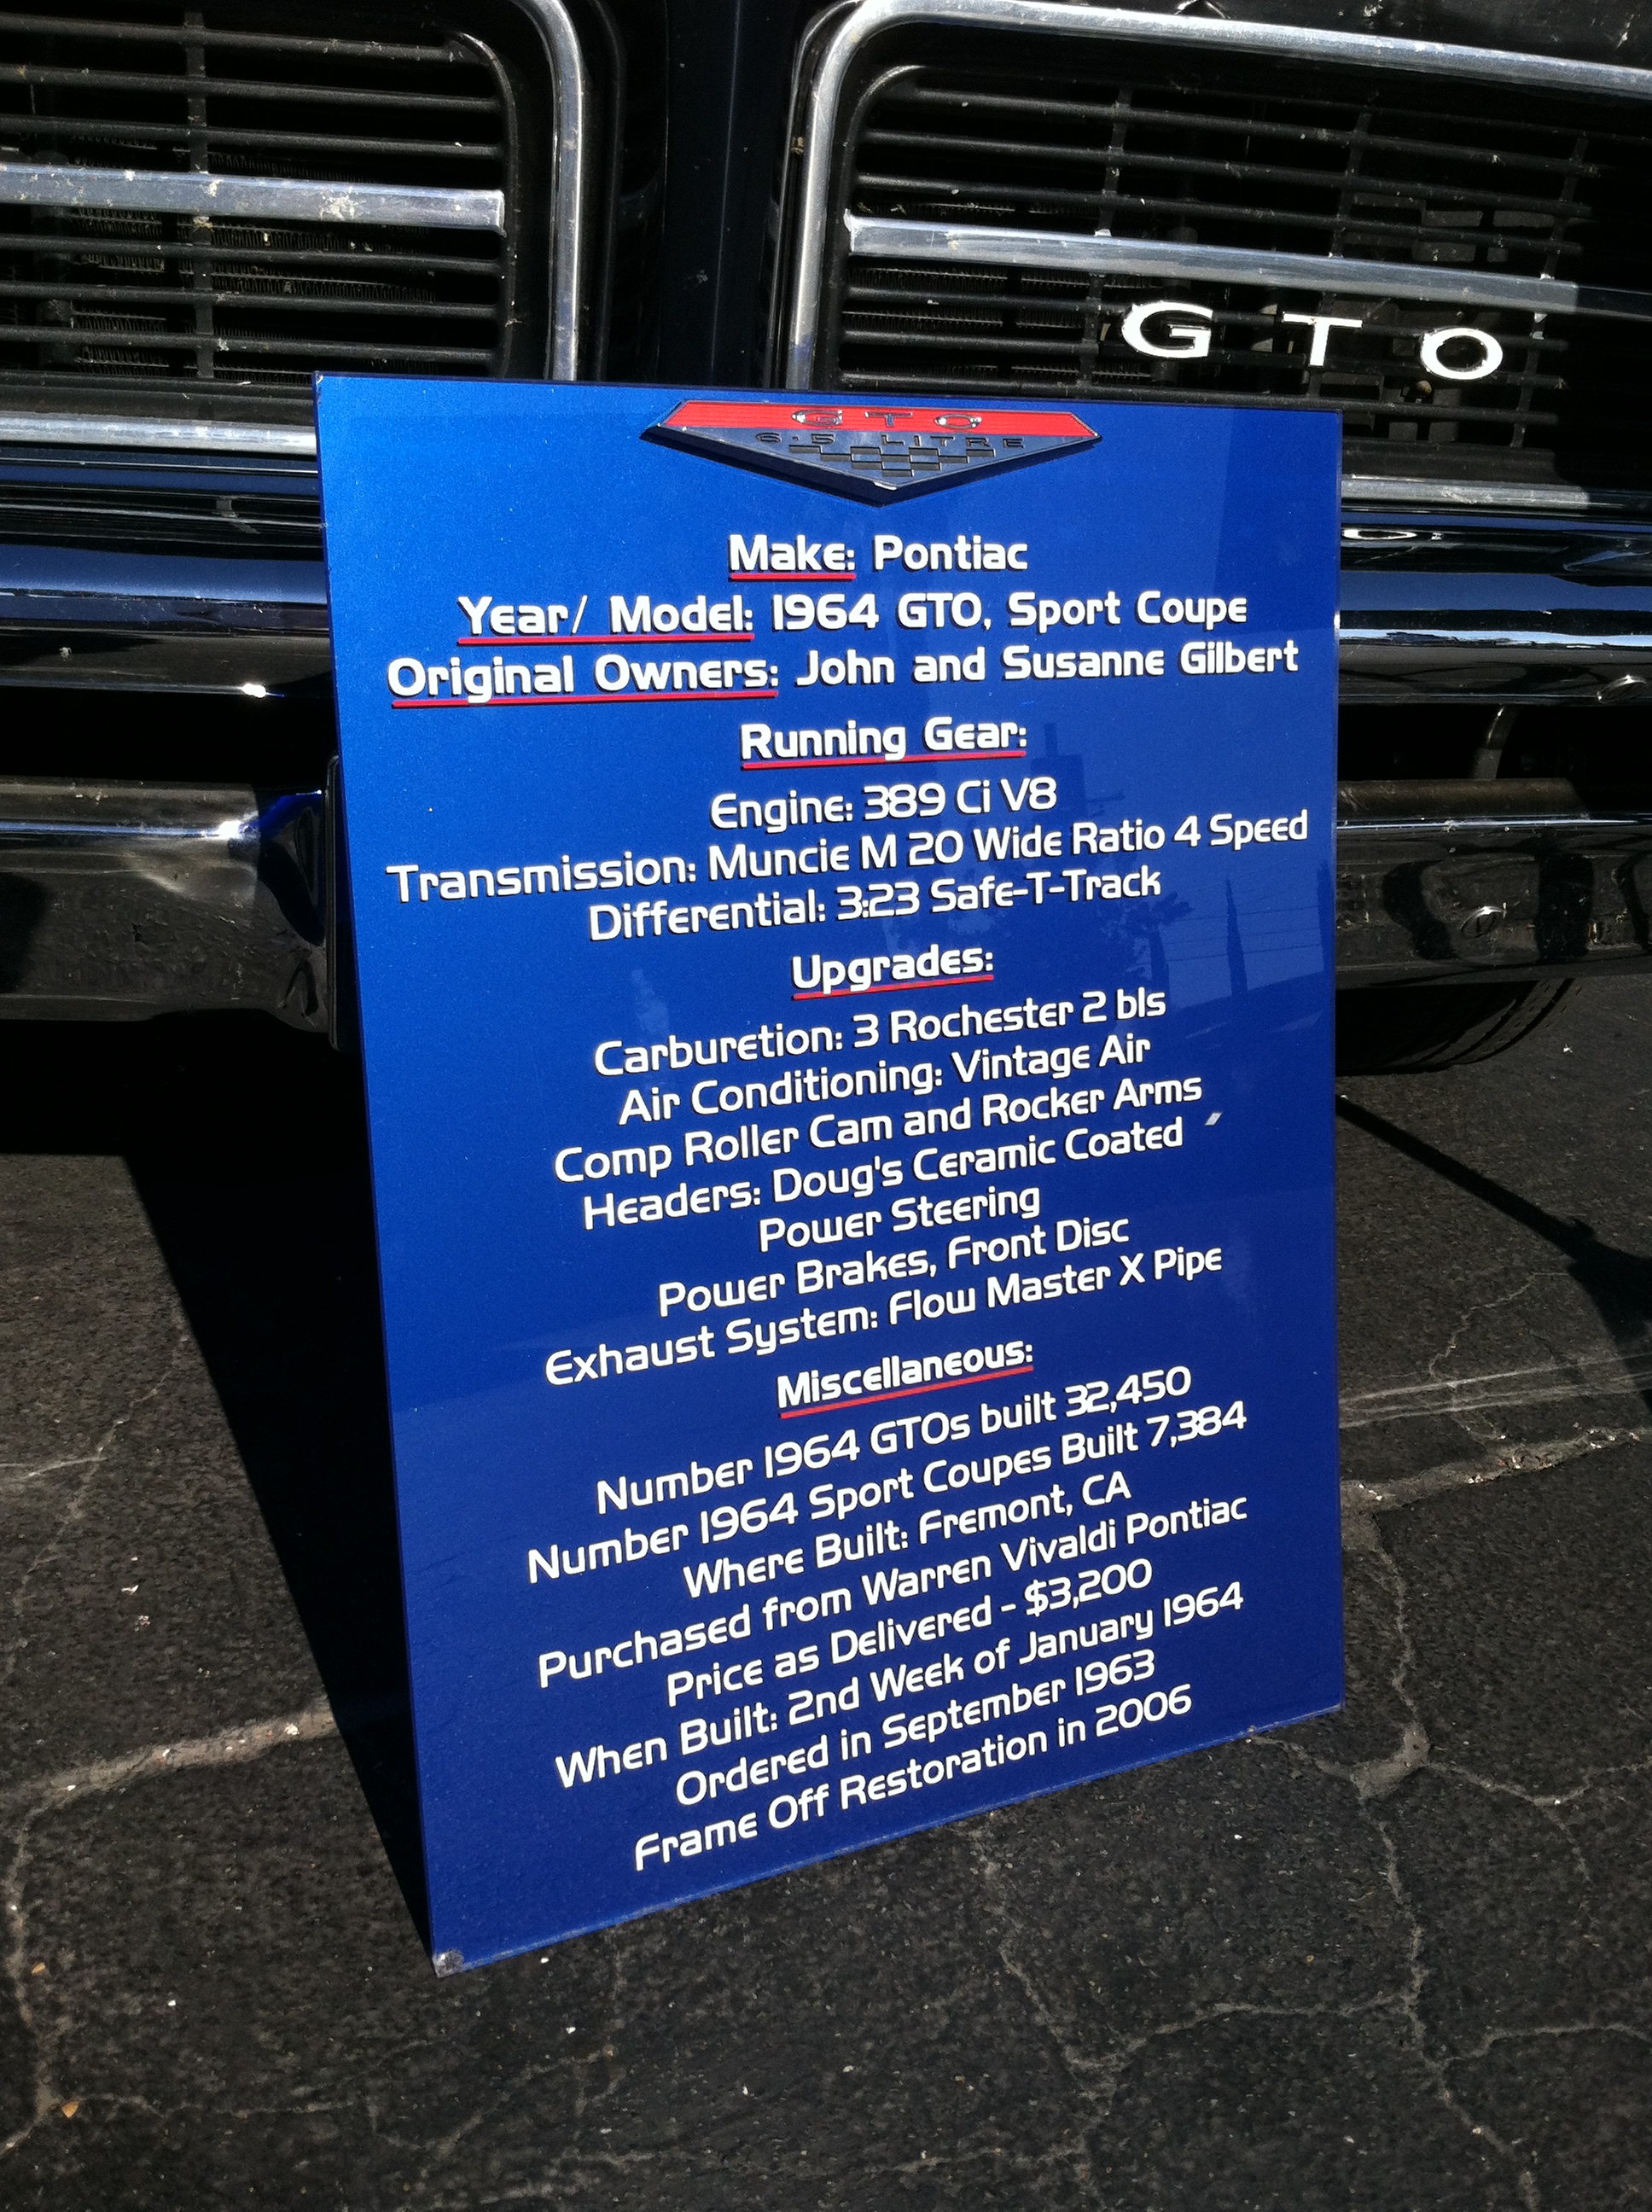 GTO
GTO
6.5 LITRE
Make: Pontiac
Year/ Model: 1964 GTO, Sport Coupe
Original Owners: John and Susanne Gilbert
Running Gear:
Engine: 389 Ci V8
Transmission: Muncie M 20 Wide Ratio 4 Speed
Differential: 3:23 Safe-T-Track
Upgrades:
Carburetion: 3 Rochester 2 bls
Air Conditioning: Vintage Air
Comp Roller Cam and Rocker Arms
Headers: Doug's Ceramic Coated
Power Steering
Power Brakes, Front Disc
Exhaust System: Flow Master X Pipe
Miscellaneous:
Number 1964 GTOs built 32,450
Number 1964 Sport Coupes Built 7,384
Where Built: Fremont, CA
Purchased from Warren Vivaldi Pontiac
Price as Delivered - $3,200
When Built: 2nd Week of January 1964
Ordered in September 1963
Frame Off Restoration in 2006